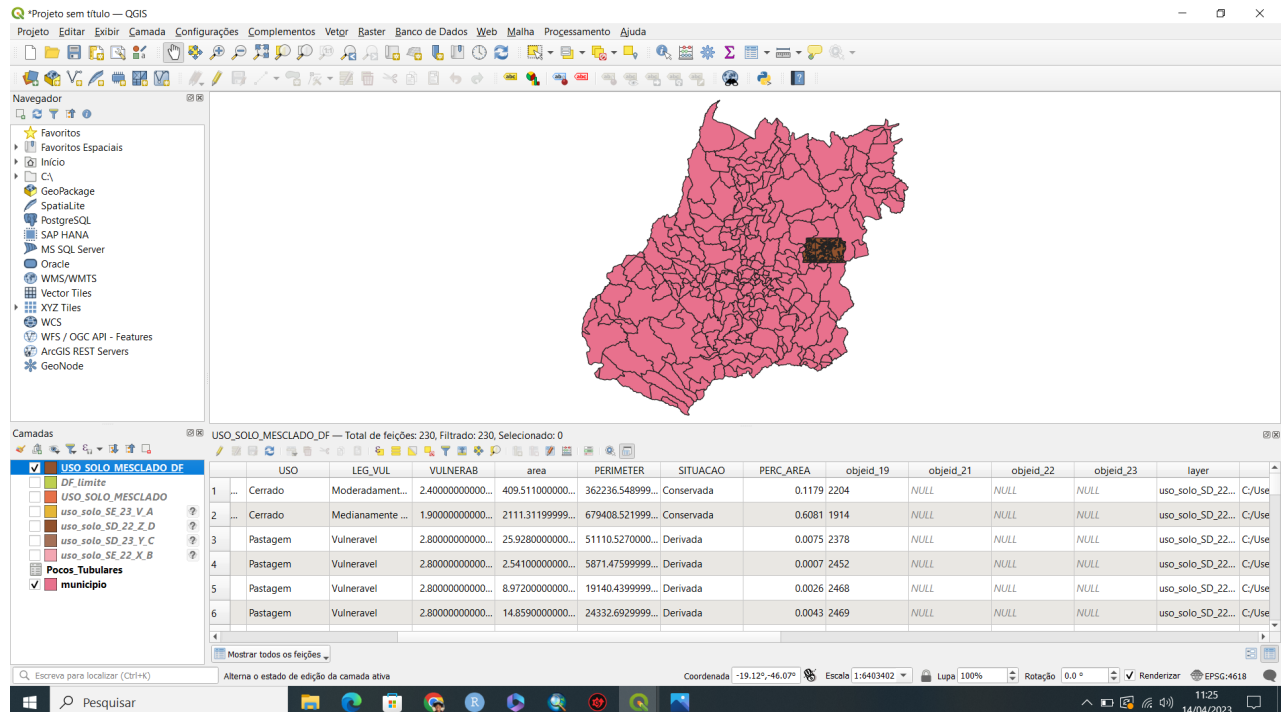 *Projeto sem título — QGIS
Projeto Editar Exibir Camada Configurações Complementos Vetor Raster Banco de Dados Web Malha Processamento Ajuda
Navegador
Favoritos
Favoritos Espaciais
Início
C:\
GeoPackage
SpatiaLite
PostgreSQL
SAP HANA
MS SQL Server
Oracle
WMS/WMTS
Vector Tiles
XYZ Tiles
WCS
WFS / OGC API - Features
ArcGIS REST Servers
GeoNode
Camadas
USO_SOLO_MESCLADO_DF
DF_limite
USO_SOLO_MESCLADO
uso_solo_SE_23_V_A ?
uso_solo_SD_22_Z_D ?
uso_solo_SD_23_Y_C ?
uso_solo_SE_22_X_B ?
Pocos_Tubulares
municipio
USO_SOLO_MESCLADO_DF — Total de feições: 230, Filtrado: 230, Selecionado: 0
USO LEG_VUL VULNERAB area PERIMETER SITUACAO PERC_AREA objeid_19 objeid_21 objeid_22 objeid_23 layer
1 ... Cerrado Moderadament... 2.40000000000... 409.511000000... 362236.548999... Conservada 0.1179 2204 NULL NULL NULL uso_solo_SD_22... C:/Use
2 ... Cerrado Medianamente ... 1.90000000000... 2111.31199999... 679408.521999... Conservada 0.6081 1914 NULL NULL NULL uso_solo_SD_22... C:/Use
3 Pastagem Vulneravel 2.80000000000... 25.9280000000... 51110.5270000... Derivada 0.0075 2378 NULL NULL NULL uso_solo_SD_22... C:/Use
4 Pastagem Vulneravel 2.80000000000... 2.54100000000... 5871.47599999... Derivada 0.0007 2452 NULL NULL NULL uso_solo_SD_22... C:/Use
5 Pastagem Vulneravel 2.80000000000... 8.97200000000... 19140.4399999... Derivada 0.0026 2468 NULL NULL NULL uso_solo_SD_22... C:/Use
6 Pastagem Vulneravel 2.80000000000... 14.8590000000... 24332.6929999... Derivada 0.0043 2469 NULL NULL NULL uso_solo_SD_22... C:/Use
Mostrar todos os feições
Escreva para localizar (Ctrl+K) Alterna o estado de edição da camada ativa Coordenada -19.12°,-46.07° Escala 1:6403402 Lupa 100% Rotação 0.0 ° Renderizar EPSG:4618
Pesquisar
11:25
14/04/2023